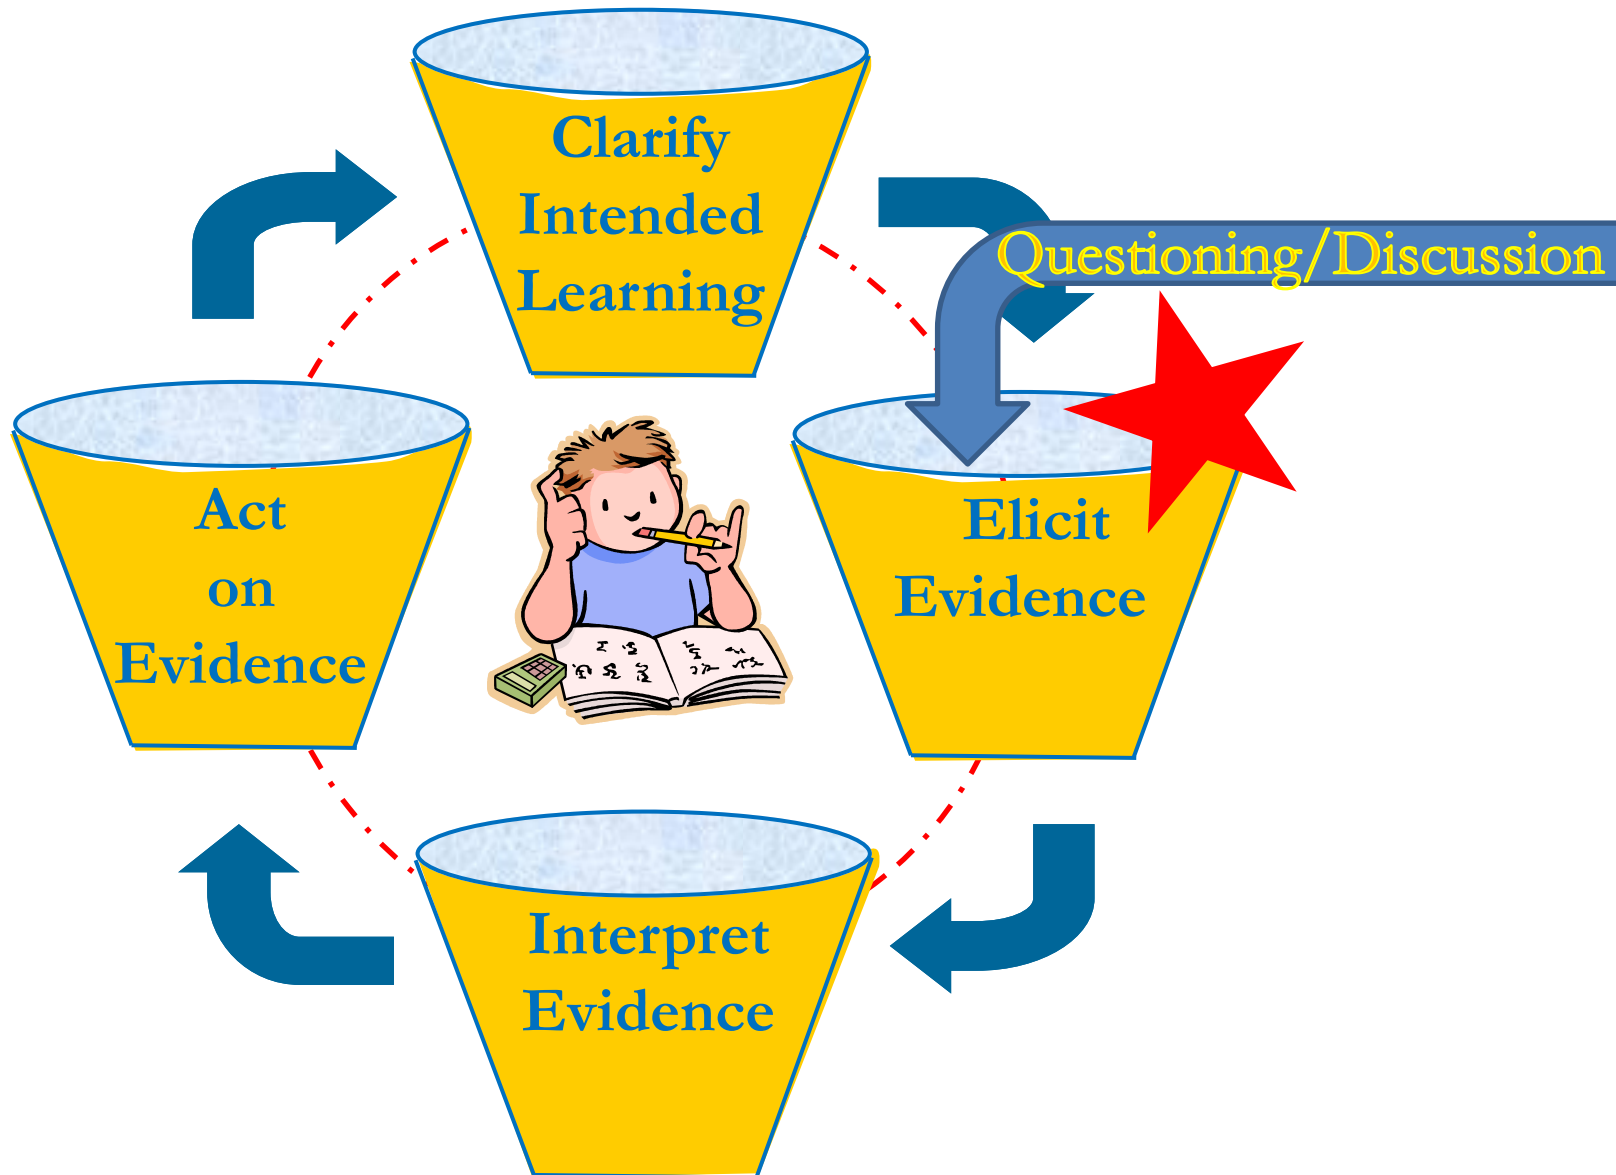 Clarify
Intended
Learning
Questioning/Discussion
Act
on
Evidence
Elicit
Evidence
Interpret
Evidence